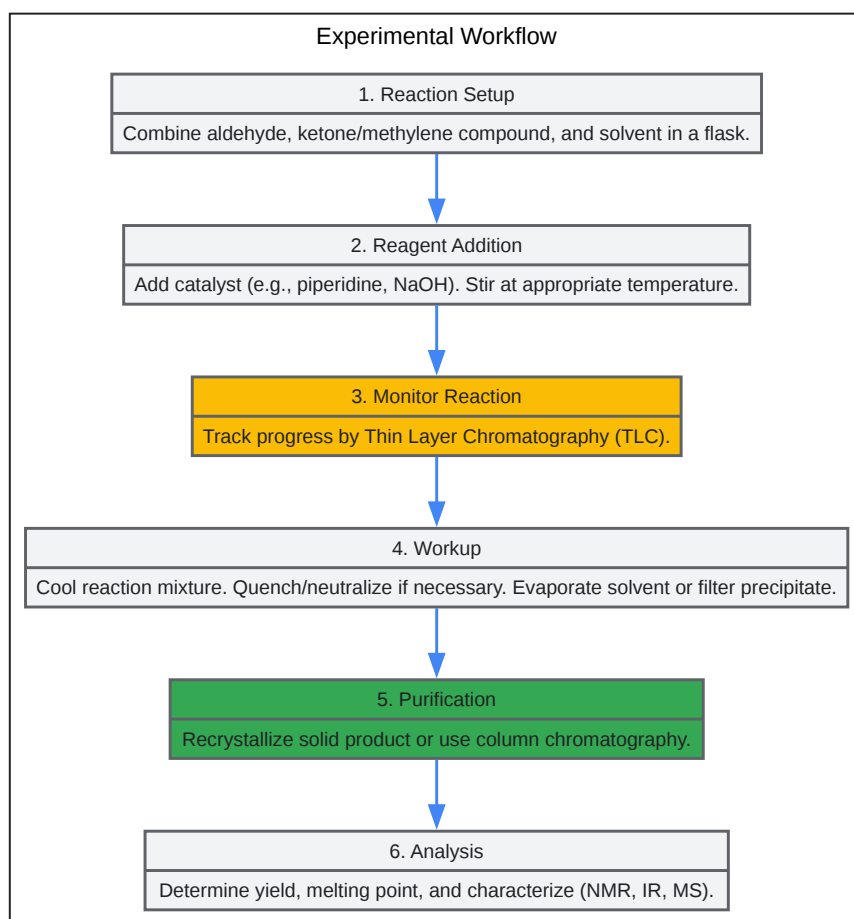 Experimental Workflow
1. Reaction Setup
Combine aldehyde, ketone/methylene compound, and solvent in a flask.
2. Reagent Addition
Add catalyst (e.g., piperidine, NaOH). Stir at appropriate temperature.
3. Monitor Reaction
Track progress by Thin Layer Chromatography (TLC).
4. Workup
Cool reaction mixture. Quench/neutralize if necessary. Evaporate solvent or filter precipitate.
5. Purification
Recrystallize solid product or use column chromatography.
6. Analysis
Determine yield, melting point, and characterize (NMR, IR, MS).